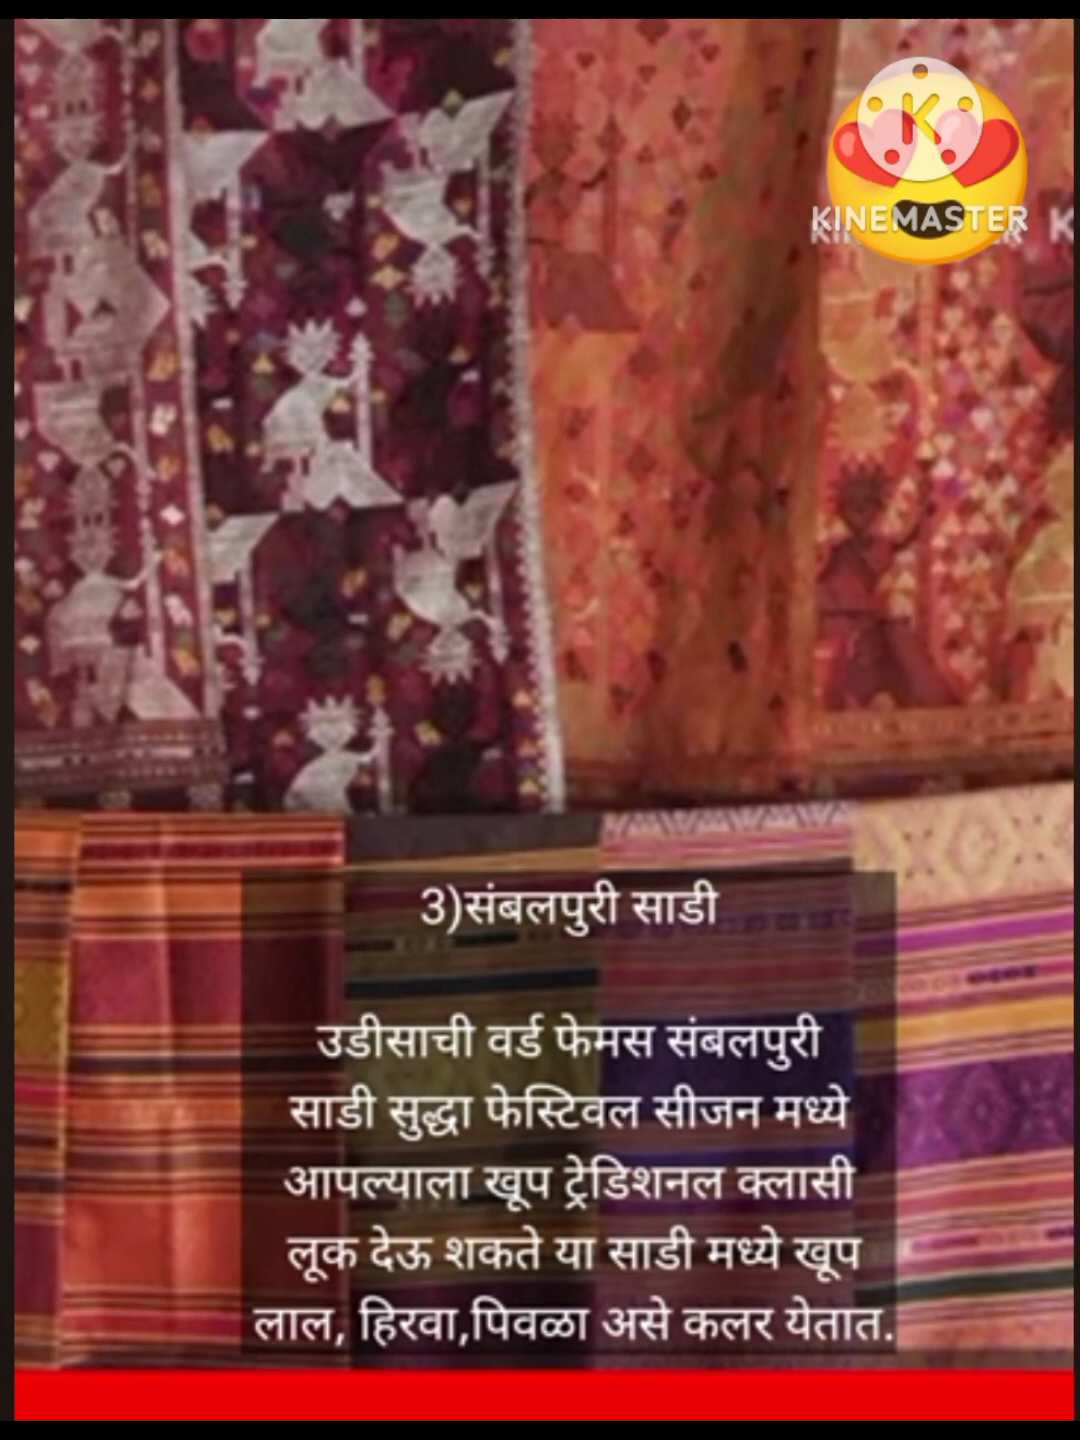 KINEMASTER
3)संबलपुरी साडी
उडीसाची वर्ड फेमस संबलपुरी
साडी सुद्धा फेस्टिवल सीजन मध्ये
आपल्याला खूप ट्रेडिशनल क्लासी
लूक देऊ शकते या साडी मध्ये खूप
लाल, हिरवा,पिवळा असे कलर येतात.